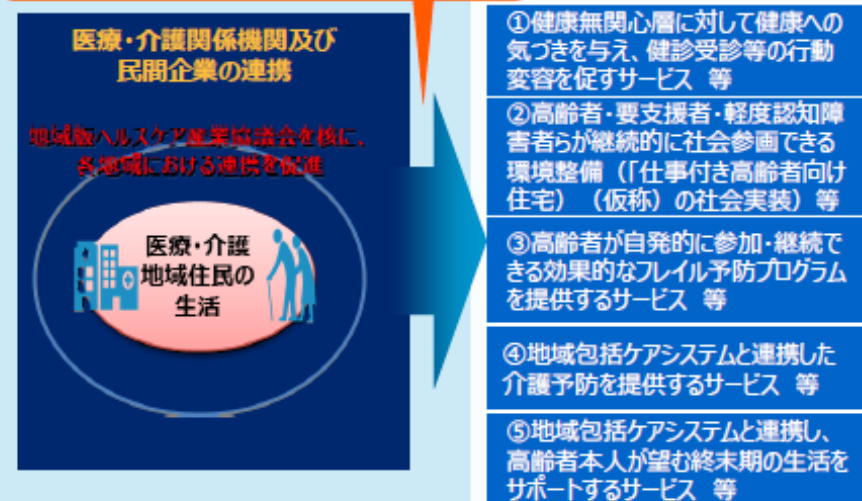 医療・介護関係機関及び
民間企業の連携
地域版ヘルスケア産業協議会を核に、
各地域における連携を促進
医療・介護
地域住民の
生活
①健康無関心層に対して健康への
気づきを与え、健診受診等の行動
変容を促すサービス 等
②高齢者・要支援者・軽度認知障
害者らが継続的に社会参画できる
環境整備（「仕事付き高齢者向け
住宅）（仮称）の社会実装）等
③高齢者が自発的に参加・継続で
きる効果的なフレイル予防プログラム
を提供するサービス 等
④地域包括ケアシステムと連携した
介護予防を提供するサービス 等
⑤地域包括ケアシステムと連携し、
高齢者本人が望む終末期の生活を
サポートするサービス 等